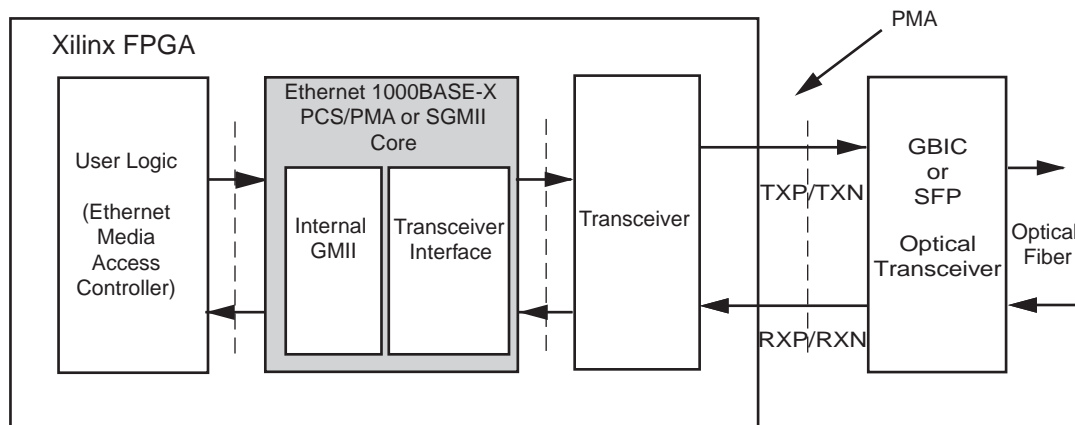 PMA
Xilinx FPGA
User Logic
(Ethernet
Media
Access
Controller)
Ethernet 1000BASE-X
PCS/PMA or SGMII
Core
Internal
GMII
Transceiver
Interface
Transceiver
TXP/TXN
RXP/RXN
GBIC
or
SFP
Optical
Transceiver
Optical
Fiber